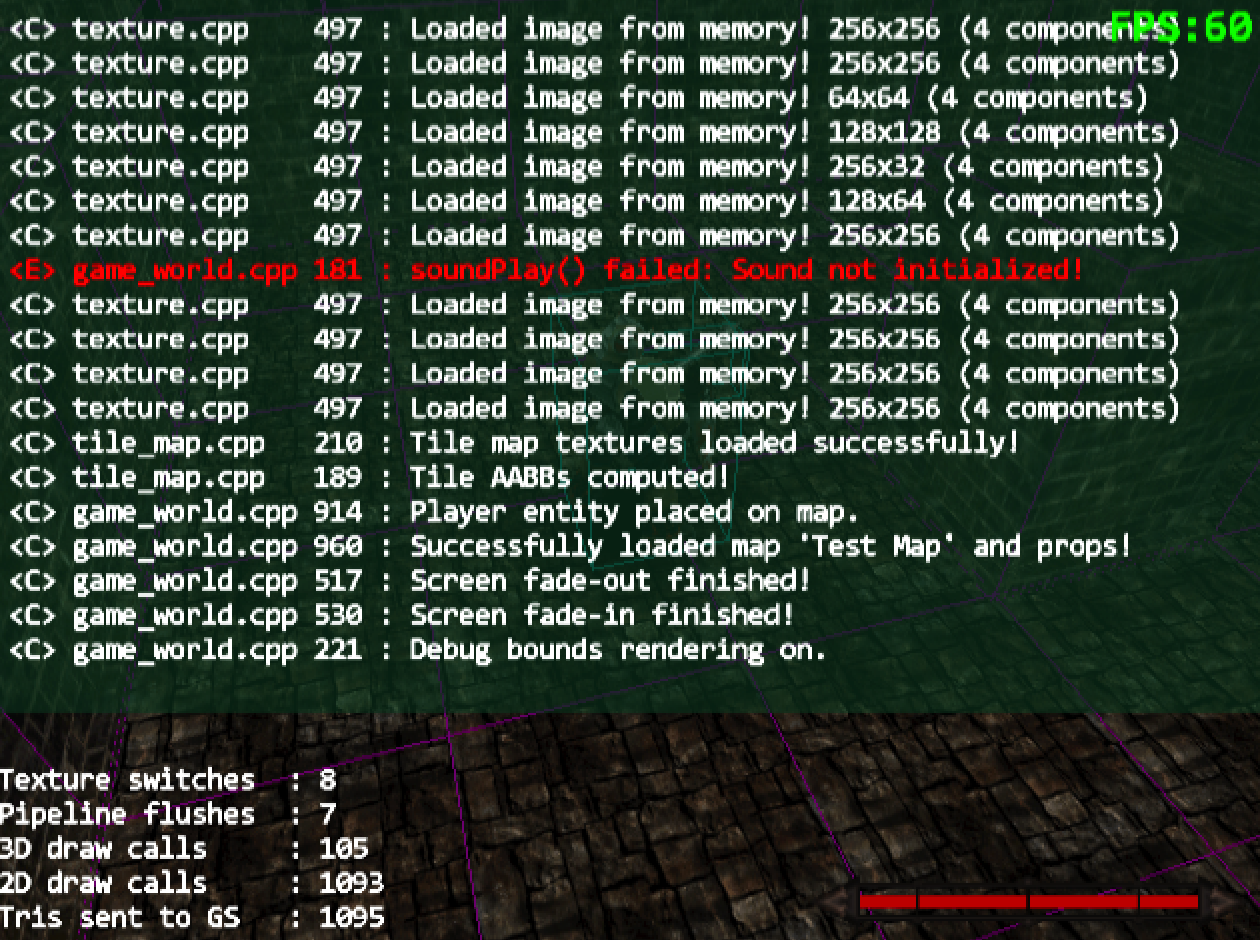 <C> texture.cpp    497 : Loaded image from memory! 256x256 (4 components)
FPS:60
<C> texture.cpp    497 : Loaded image from memory! 256x256 (4 components)
<C> texture.cpp    497 : Loaded image from memory! 64x64 (4 components)
<C> texture.cpp    497 : Loaded image from memory! 128x128 (4 components)
<C> texture.cpp    497 : Loaded image from memory! 256x32 (4 components)
<C> texture.cpp    497 : Loaded image from memory! 128x64 (4 components)
<C> texture.cpp    497 : Loaded image from memory! 256x256 (4 components)
<E> game_world.cpp 181 : soundPlay() failed: Sound not initialized!
<C> texture.cpp    497 : Loaded image from memory! 256x256 (4 components)
<C> texture.cpp    497 : Loaded image from memory! 256x256 (4 components)
<C> texture.cpp    497 : Loaded image from memory! 256x256 (4 components)
<C> texture.cpp    497 : Loaded image from memory! 256x256 (4 components)
<C> tile_map.cpp   210 : Tile map textures loaded successfully!
<C> tile_map.cpp   189 : Tile AABBs computed!
<C> game_world.cpp 914 : Player entity placed on map.
<C> game_world.cpp 960 : Successfully loaded map 'Test Map' and props!
<C> game_world.cpp 517 : Screen fade-out finished!
<C> game_world.cpp 530 : Screen fade-in finished!
<C> game_world.cpp 221 : Debug bounds rendering on.
Texture switches  : 8
Pipeline flushes  : 7
3D draw calls     : 105
2D draw calls     : 1093
Tris sent to GS   : 1095